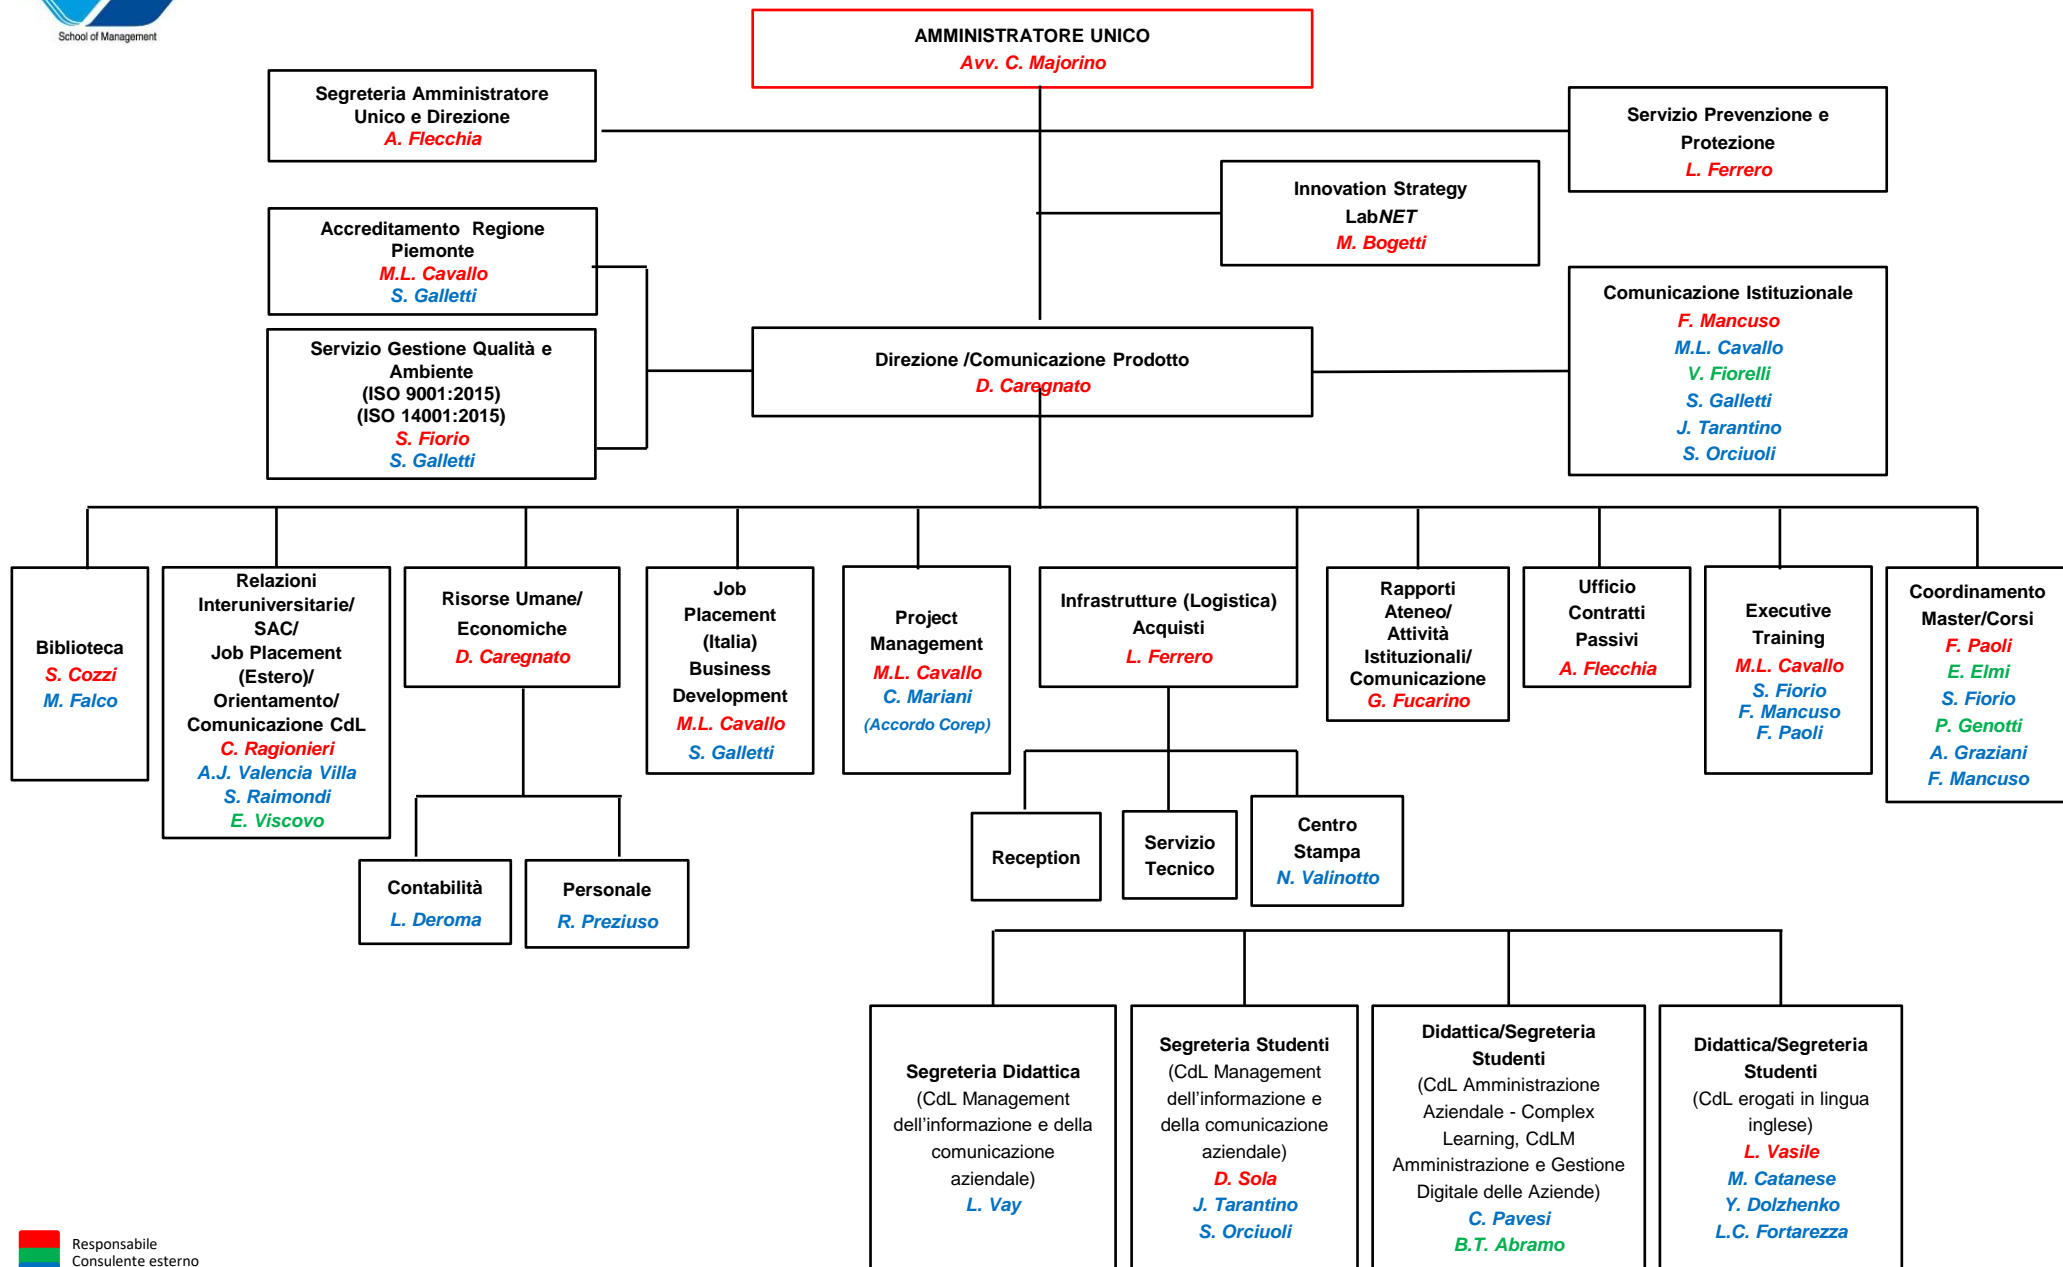 School of Management
AMMINISTRATORE UNICO
Avv. C. Majorino
Segreteria Amministratore
Unico e Direzione
A. Flecchia
Servizio Prevenzione e
Protezione
L. Ferrero
Innovation Strategy
LabNET
M. Bogetti
Accreditamento Regione
Piemonte
M.L. Cavallo
S. Galletti
Servizio Gestione Qualità e
Ambiente
(ISO 9001:2015)
(ISO 14001:2015)
S. Fiorio
S. Galletti
Direzione /Comunicazione Prodotto
D. Caregnato
Comunicazione Istituzionale
F. Mancuso
M.L. Cavallo
V. Fiorelli
S. Galletti
J. Tarantino
S. Orciuoli
Biblioteca
S. Cozzi
M. Falco
Relazioni
Interuniversitarie/
SAC/
Job Placement
(Estero)/
Orientamento/
Comunicazione CdL
C. Ragionieri
A.J. Valencia Villa
S. Raimondi
E. Viscovo
Risorse Umane/
Economiche
D. Caregnato
Job
Placement
(Italia)
Business
Development
M.L. Cavallo
S. Galletti
Project
Management
M.L. Cavallo
C. Mariani
(Accordo Corep)
Infrastrutture (Logistica)
Acquisti
L. Ferrero
Rapporti
Ateneo/
Attività
Istituzionali/
Comunicazione
G. Fucarino
Ufficio
Contratti
Passivi
A. Flecchia
Executive
Training
M.L. Cavallo
S. Fiorio
F. Mancuso
F. Paoli
Coordinamento
Master/Corsi
F. Paoli
E. Elmi
S. Fiorio
P. Genotti
A. Graziani
F. Mancuso
Contabilità
L. Deroma
Personale
R. Preziuso
Reception
Servizio
Tecnico
Centro
Stampa
N. Valinotto
Segreteria Didattica
(CdL Management
dell'informazione e della
comunicazione
aziendale)
L. Vay
Segreteria Studenti
(CdL Management
dell'informazione e
della comunicazione
aziendale)
D. Sola
J. Tarantino
S. Orciuoli
Didattica/Segreteria
Studenti
(CdL Amministrazione
Aziendale - Complex
Learning, CdLM
Amministrazione e Gestione
Digitale delle Aziende)
C. Pavesi
B.T. Abramo
Didattica/Segreteria
Studenti
(CdL erogati in lingua
inglese)
L. Vasile
M. Catanese
Y. Dolzhenko
L.C. Fortarezza
Responsabile
Consulente esterno